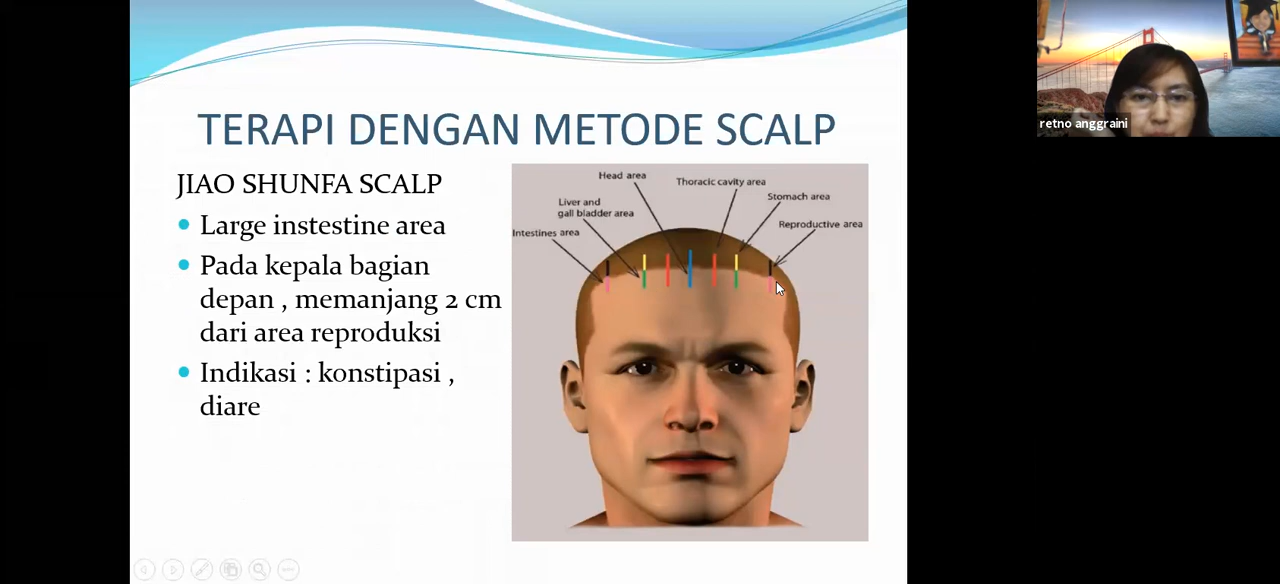 TERAPI DENGAN METODE SCALP
JIAO SHUNFA SCALP
Large instestine area
Pada kepala bagian
depan , memanjang 2 cm
dari area reproduksi
Indikasi : konstipasi ,
diare
Head area
Thoracic cavity area
Stomach area
Liver and
gall bladder area
Reproductive area
Intestines area
retno anggraini